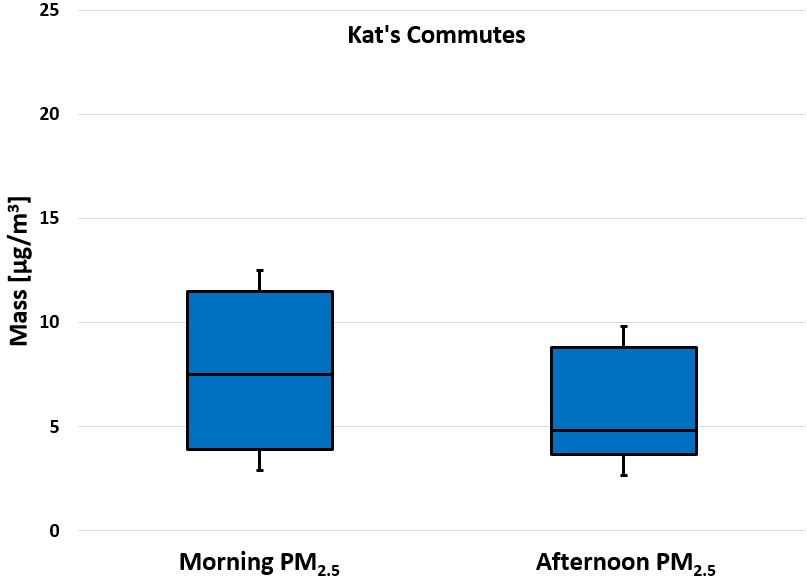 Kat's Commutes
Mass [µg/m³]
25
20
15
10
5
0
Morning PM₂.₅
Afternoon PM₂.₅